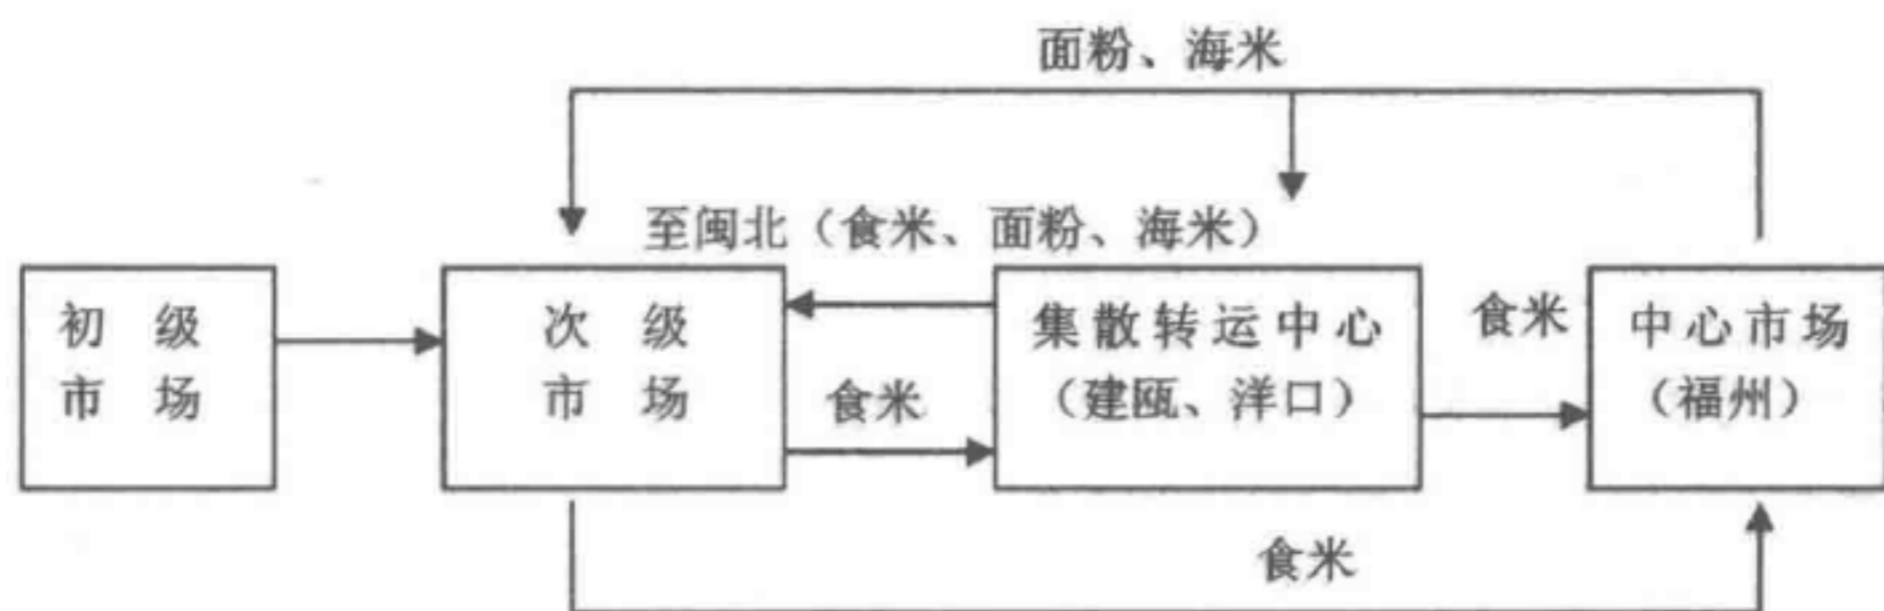 面粉、海米
至闽北（食米、面粉、海米）
初 级
市 场
次 级
市 场
食米
集散转运中心
（建瓯、洋口）
食米
中心市场
（福州）
食米